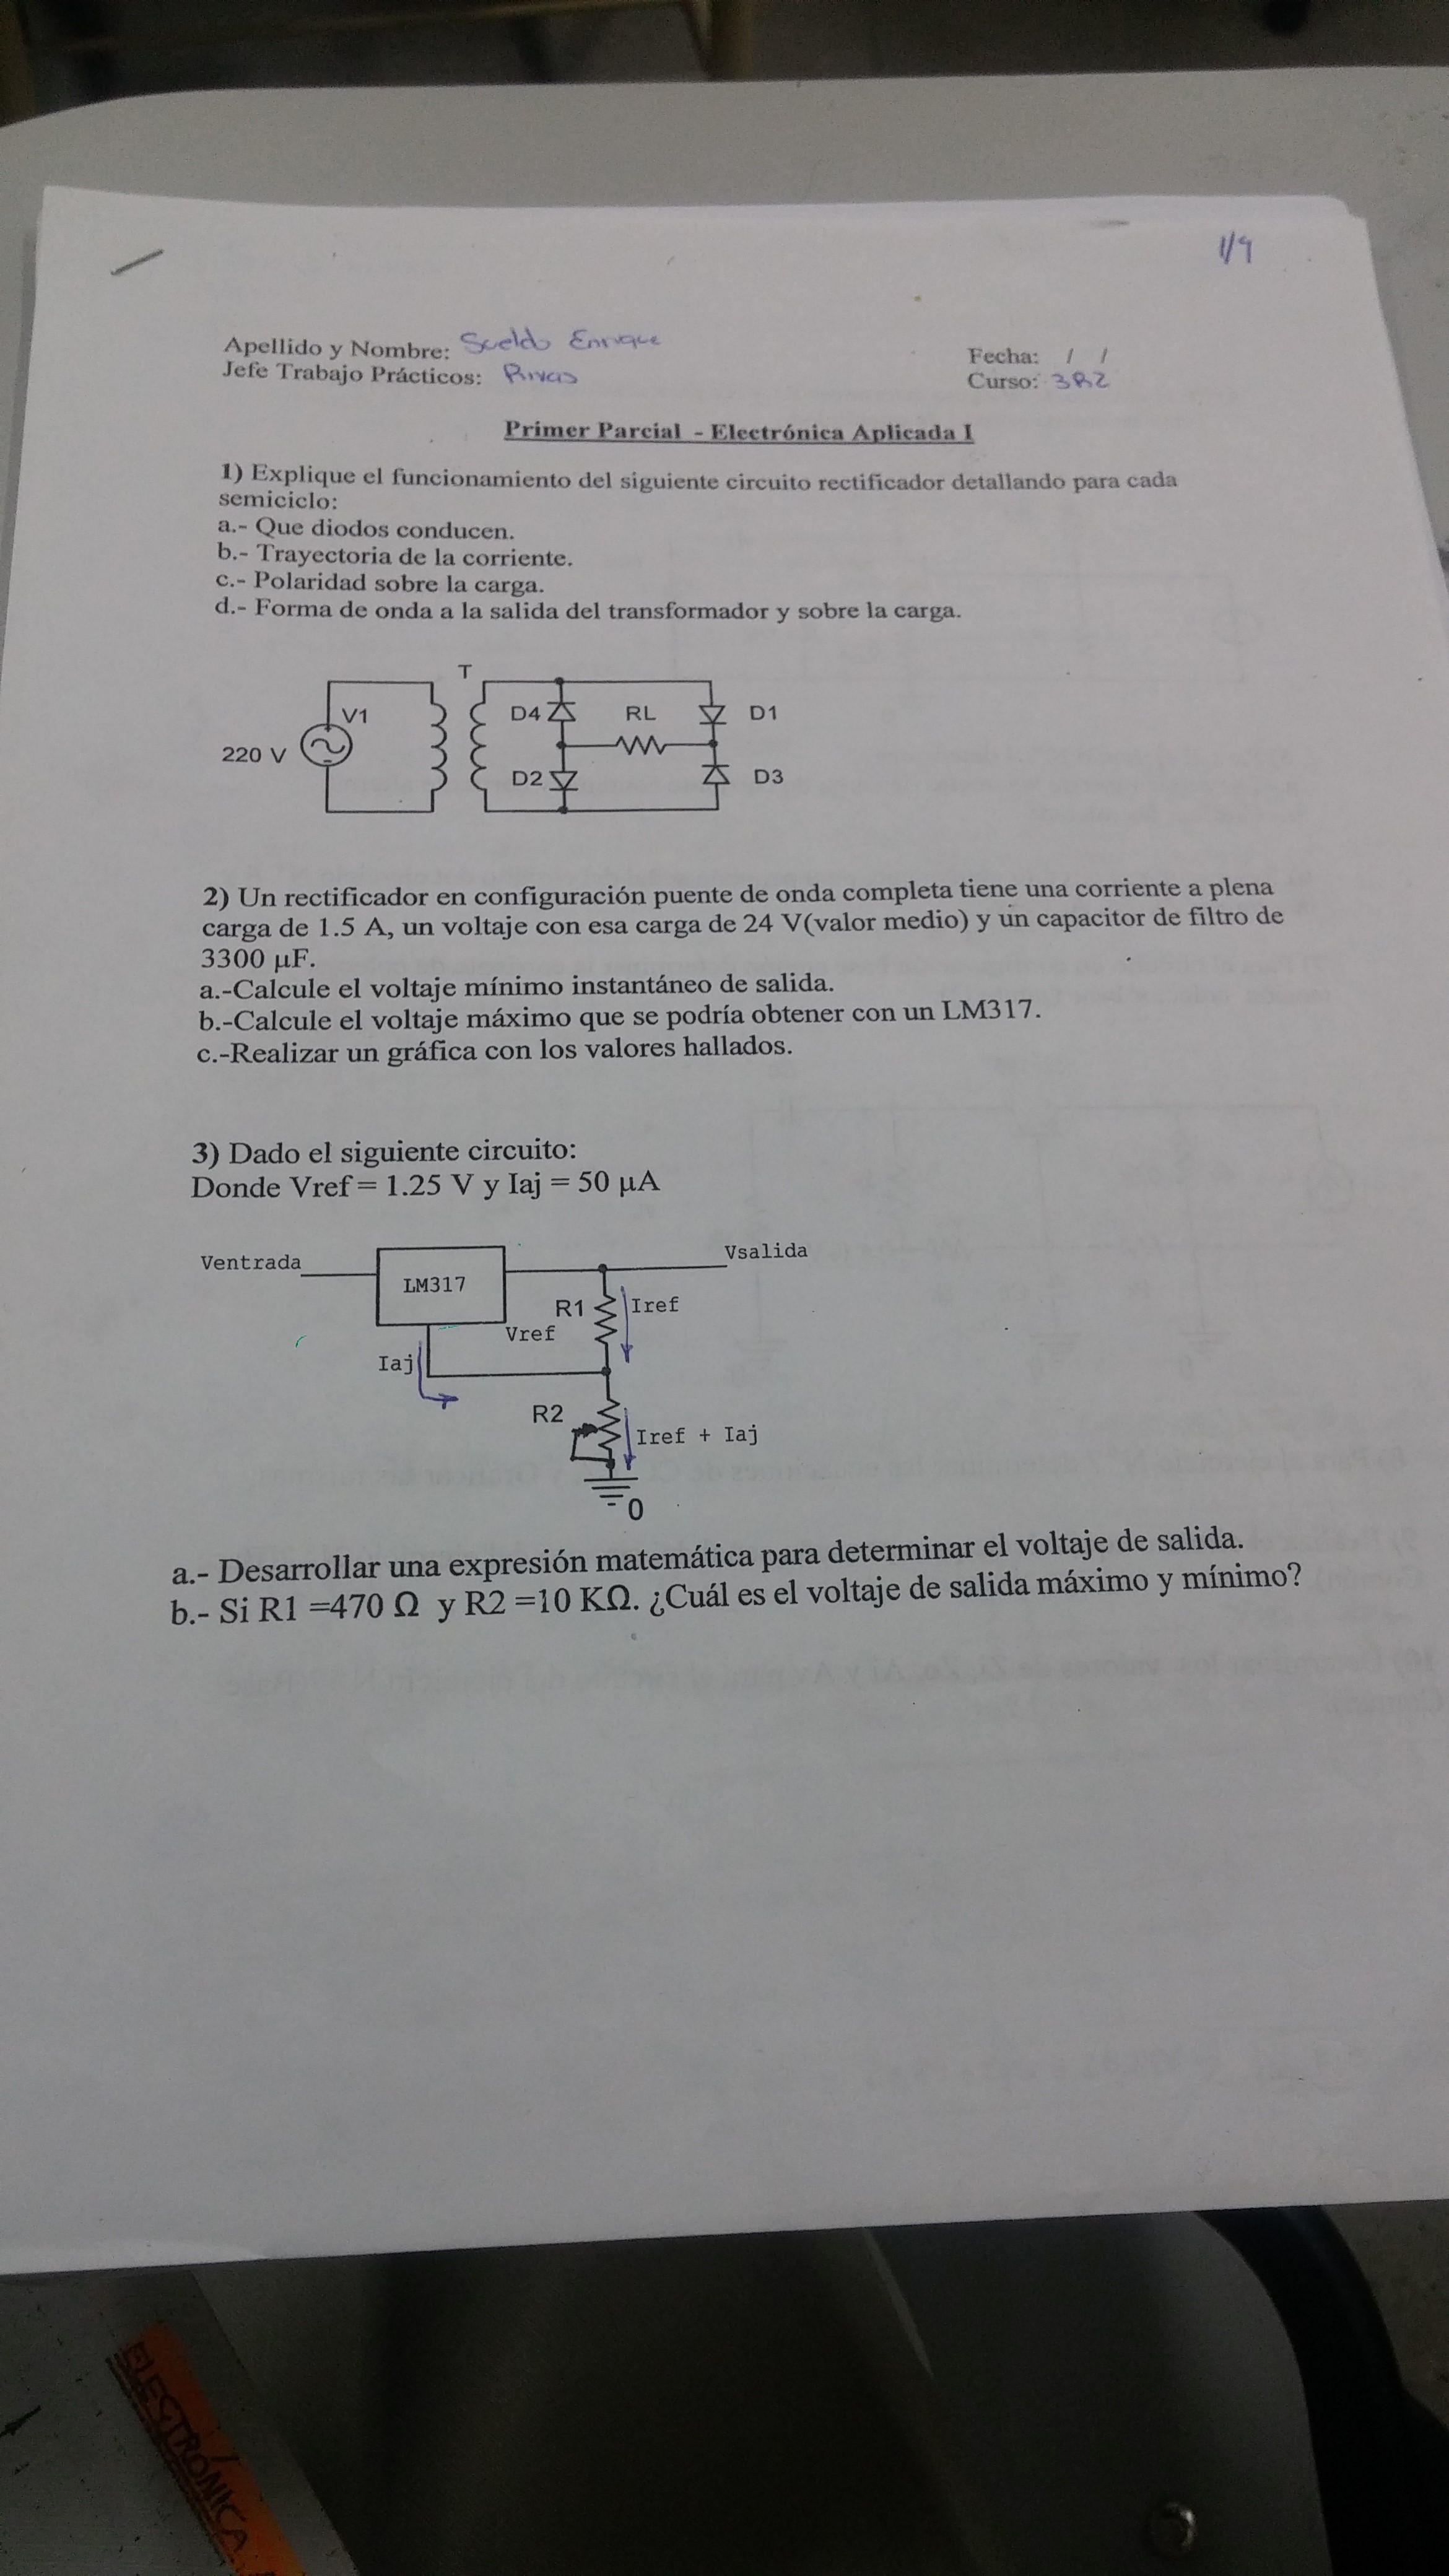 1/9
Apellido y Nombre: Sueldo Enrique
Fecha: / /
Jefe Trabajo Prácticos: Rivas
Curso: 3R2
Primer Parcial - Electrónica Aplicada I
1) Explique el funcionamiento del siguiente circuito rectificador detallando para cada
semiciclo:
a.- Que diodos conducen.
b.- Trayectoria de la corriente.
c.- Polaridad sobre la carga.
d.- Forma de onda a la salida del transformador y sobre la carga.
T
V1
D4
RL
D1
220 V
D2
D3
2) Un rectificador en configuración puente de onda completa tiene una corriente a plena
carga de 1.5 A, un voltaje con esa carga de 24 V(valor medio) y un capacitor de filtro de
3300 µF.
a.-Calcule el voltaje mínimo instantáneo de salida.
b.-Calcule el voltaje máximo que se podría obtener con un LM317.
c.-Realizar un gráfica con los valores hallados.
3) Dado el siguiente circuito:
Donde Vref = 1.25 V y Iaj = 50 µA
Ventrada
Vsalida
LM317
R1
Iref
Vref
Iaj
R2
Iref + Iaj
0
a.- Desarrollar una expresión matemática para determinar el voltaje de salida.
b.- Si R1 =470 Ω y R2 =10 KΩ. ¿Cuál es el voltaje de salida máximo y mínimo?
ELECTRÓNICA